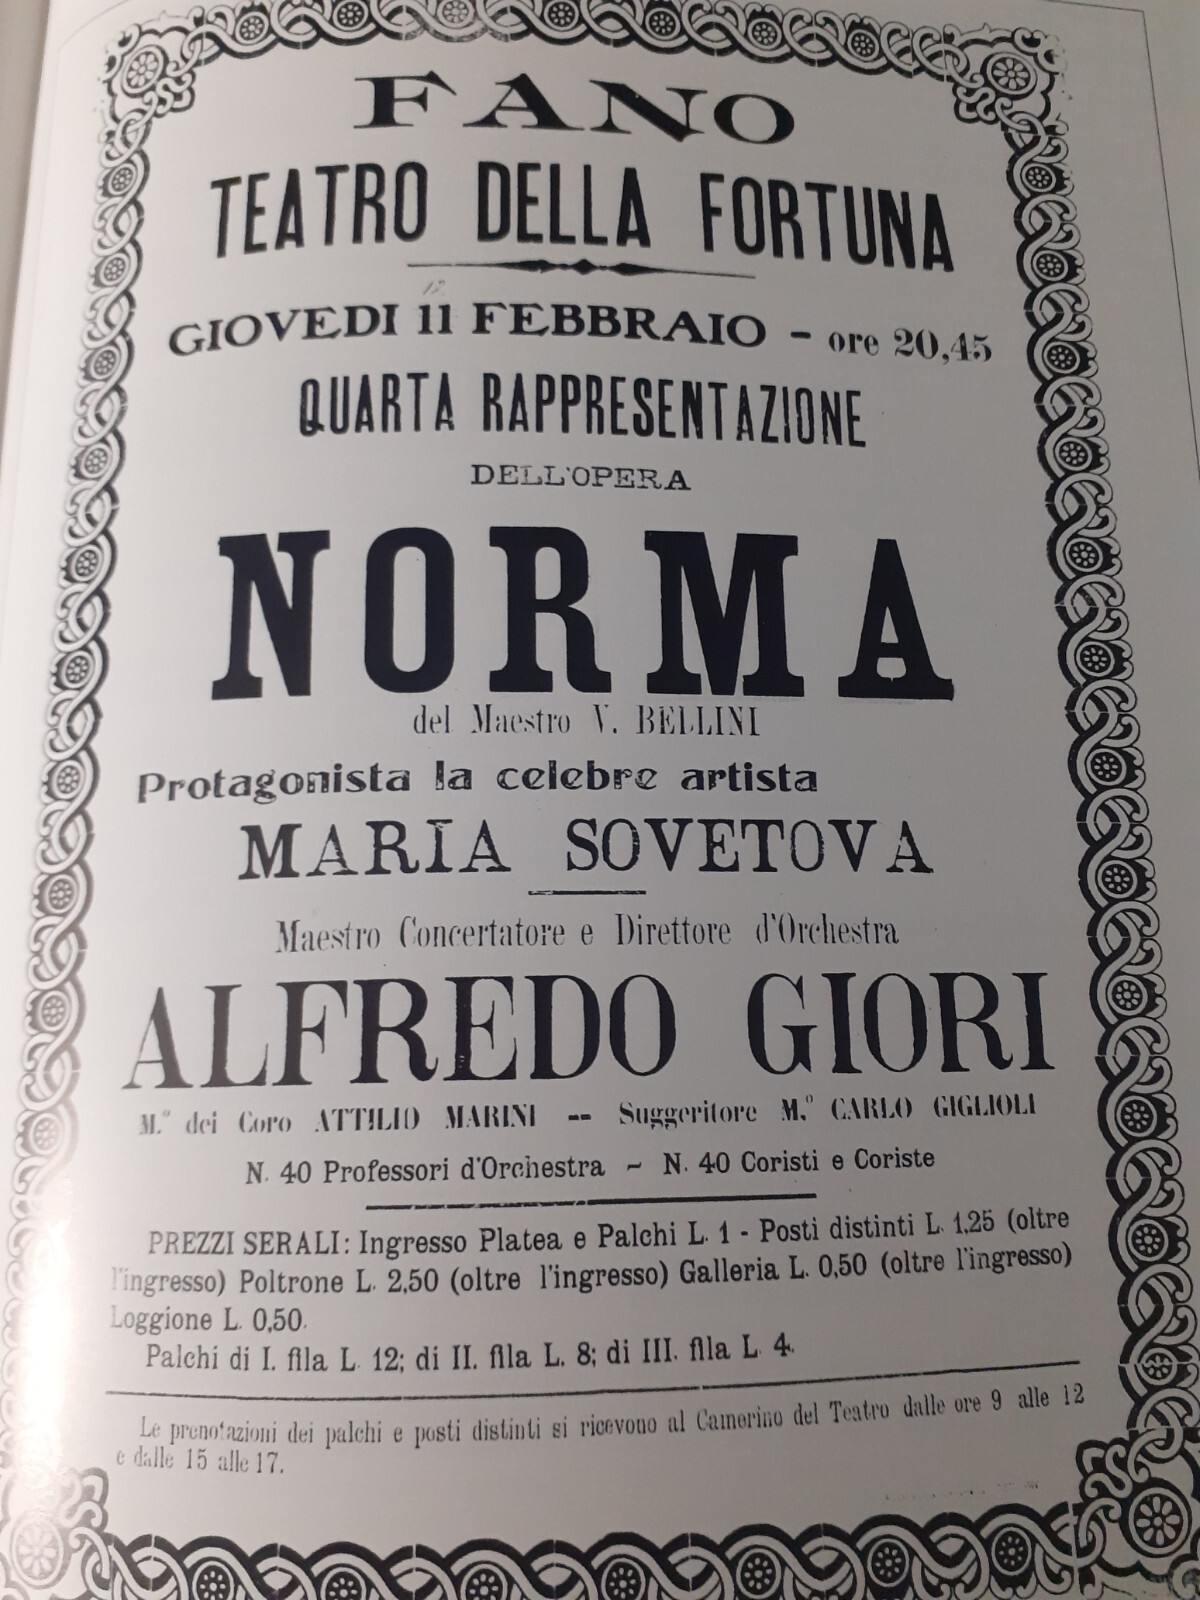 FANO
TEATRO DELLA FORTUNA
12
GIOVEDI 11 FEBBRAIO - ore 20,45
QUARTA RAPPRESENTAZIONE
DELL'OPERA
NORMA
del Maestro V. BELLINI
Protagonista la celebre artista
MARIA SOVETOVA
Maestro Concertatore e Direttore d'Orchestra
ALFREDO GIORI
M.º dei Coro ATTILIO MARINI -- Suggeritore M.º CARLO GIGLIOLI
N. 40 Professori d'Orchestra - N. 40 Coristi e Coriste
PREZZI SERALI: Ingresso Platea e Palchi L. 1 - Posti distinti L. 1,25 (oltre
l'ingresso) Poltrone L. 2,50 (oltre l'ingresso) Galleria L. 0,50 (oltre l'ingresso)
Loggione L. 0,50.
Palchi di I. fila L. 12; di II. fila L. 8; di III. fila L. 4.
Le prenotazioni dei palchi e posti distinti si ricevono al Camerino del Teatro dalle ore 9 alle 12
e dalle 15 alle 17.